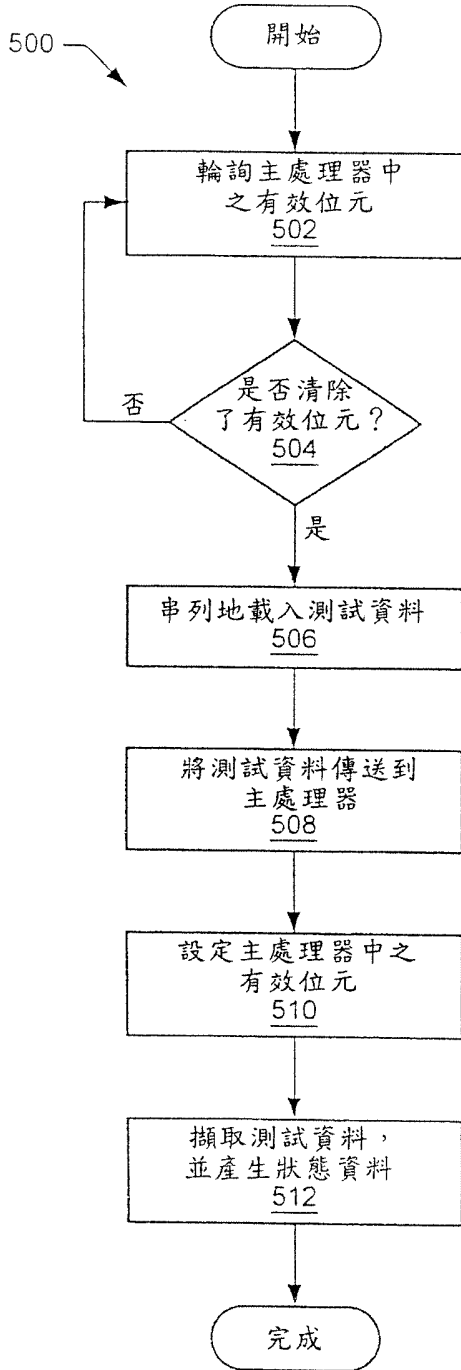 500
開始
輪詢主處理器中
之有效位元
502
是否清除
了有效位元？
504
否
是
串列地載入測試資料
506
將測試資料傳送到
主處理器
508
設定主處理器中之
有效位元
510
擷取測試資料，
並產生狀態資料
512
完成